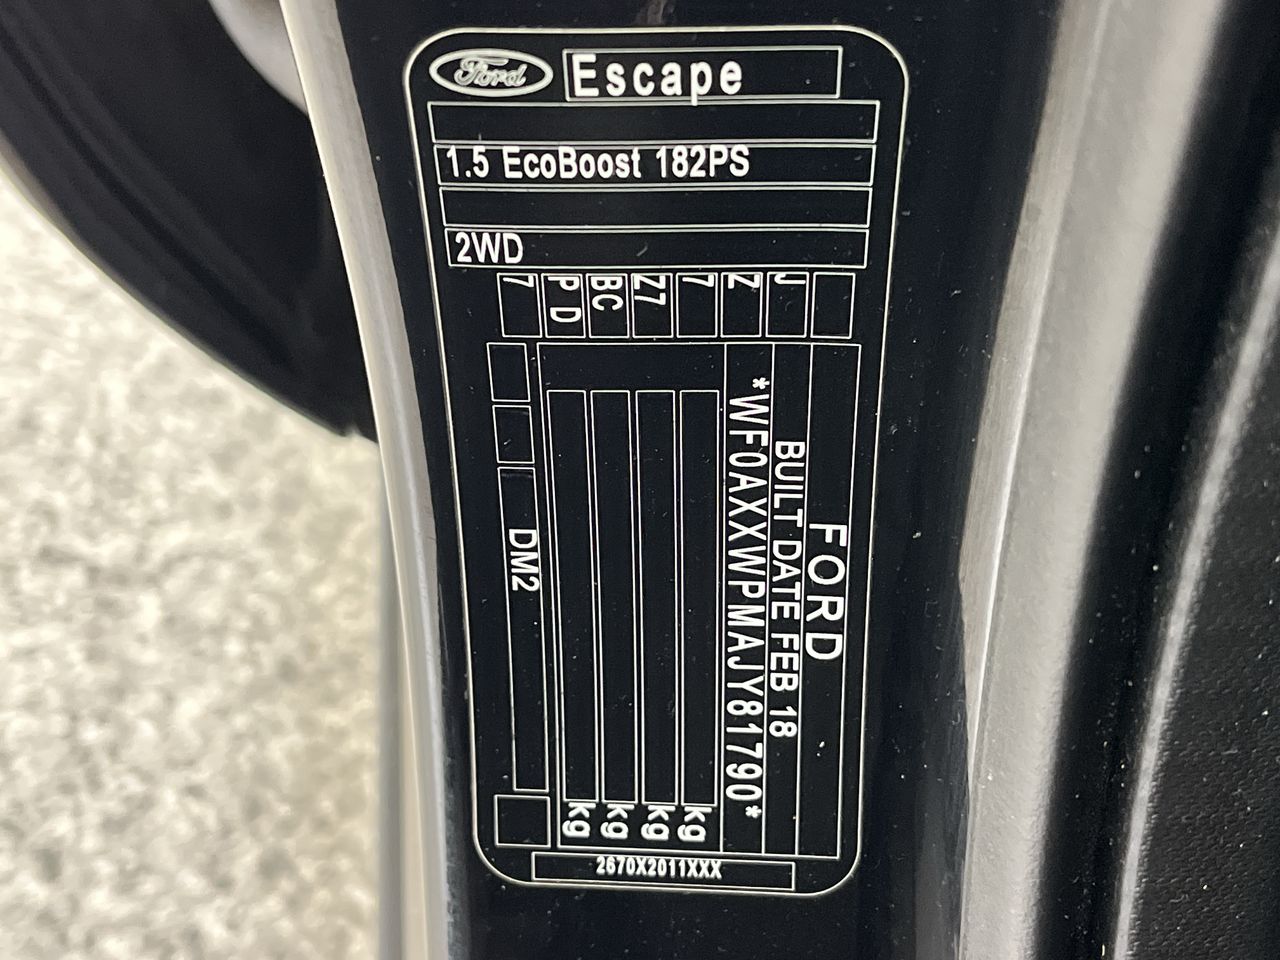 Ford
Escape
1.5 EcoBoost 182PS
2WD
FORD
BUILT DATE FEB 18
*WF0AXXWPMAJY81790*
J
Z
7
Z7
BC
PD
7
kg
kg
kg
kg
DM2
2670X2011XXX